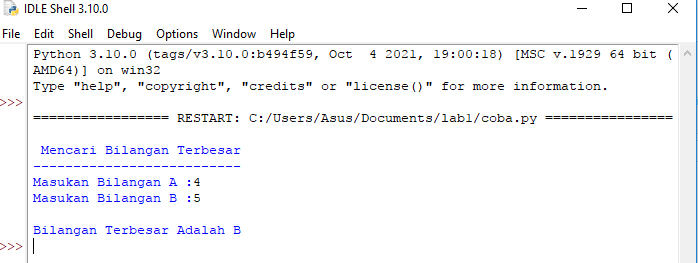 IDLE Shell 3.10.0
File Edit Shell Debug Options Window Help
Python 3.10.0 (tags/v3.10.0:b494f59, Oct  4 2021, 19:00:18) [MSC v.1929 64 bit (
AMD64)] on win32
Type "help", "copyright", "credits" or "license()" for more information.
>>>
================= RESTART: C:/Users/Asus/Documents/lab1/coba.py ================
Mencari Bilangan Terbesar
--------------------------
Masukan Bilangan A :4
Masukan Bilangan B :5
Bilangan Terbesar Adalah B
>>>